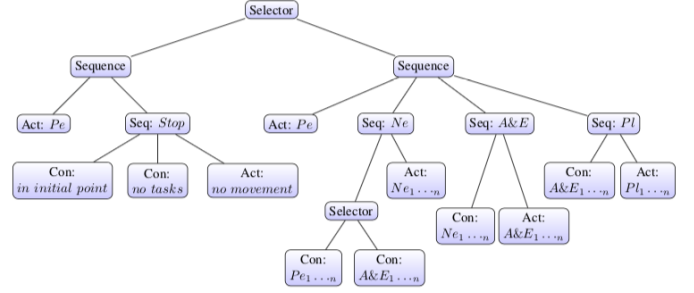 Selector
Sequence
Sequence
Act: Pe
Seq: Stop
Act: Pe
Seq: Ne
Seq: A&E
Seq: Pl
Con:
in initial point
Con:
no tasks
Act:
no movement
Act:
Ne₁...ₙ
Con:
A&E₁...ₙ
Act:
Pl₁...ₙ
Selector
Con:
Ne₁...ₙ
Act:
A&E₁...ₙ
Con:
Pe₁...ₙ
Con:
A&E₁...ₙ